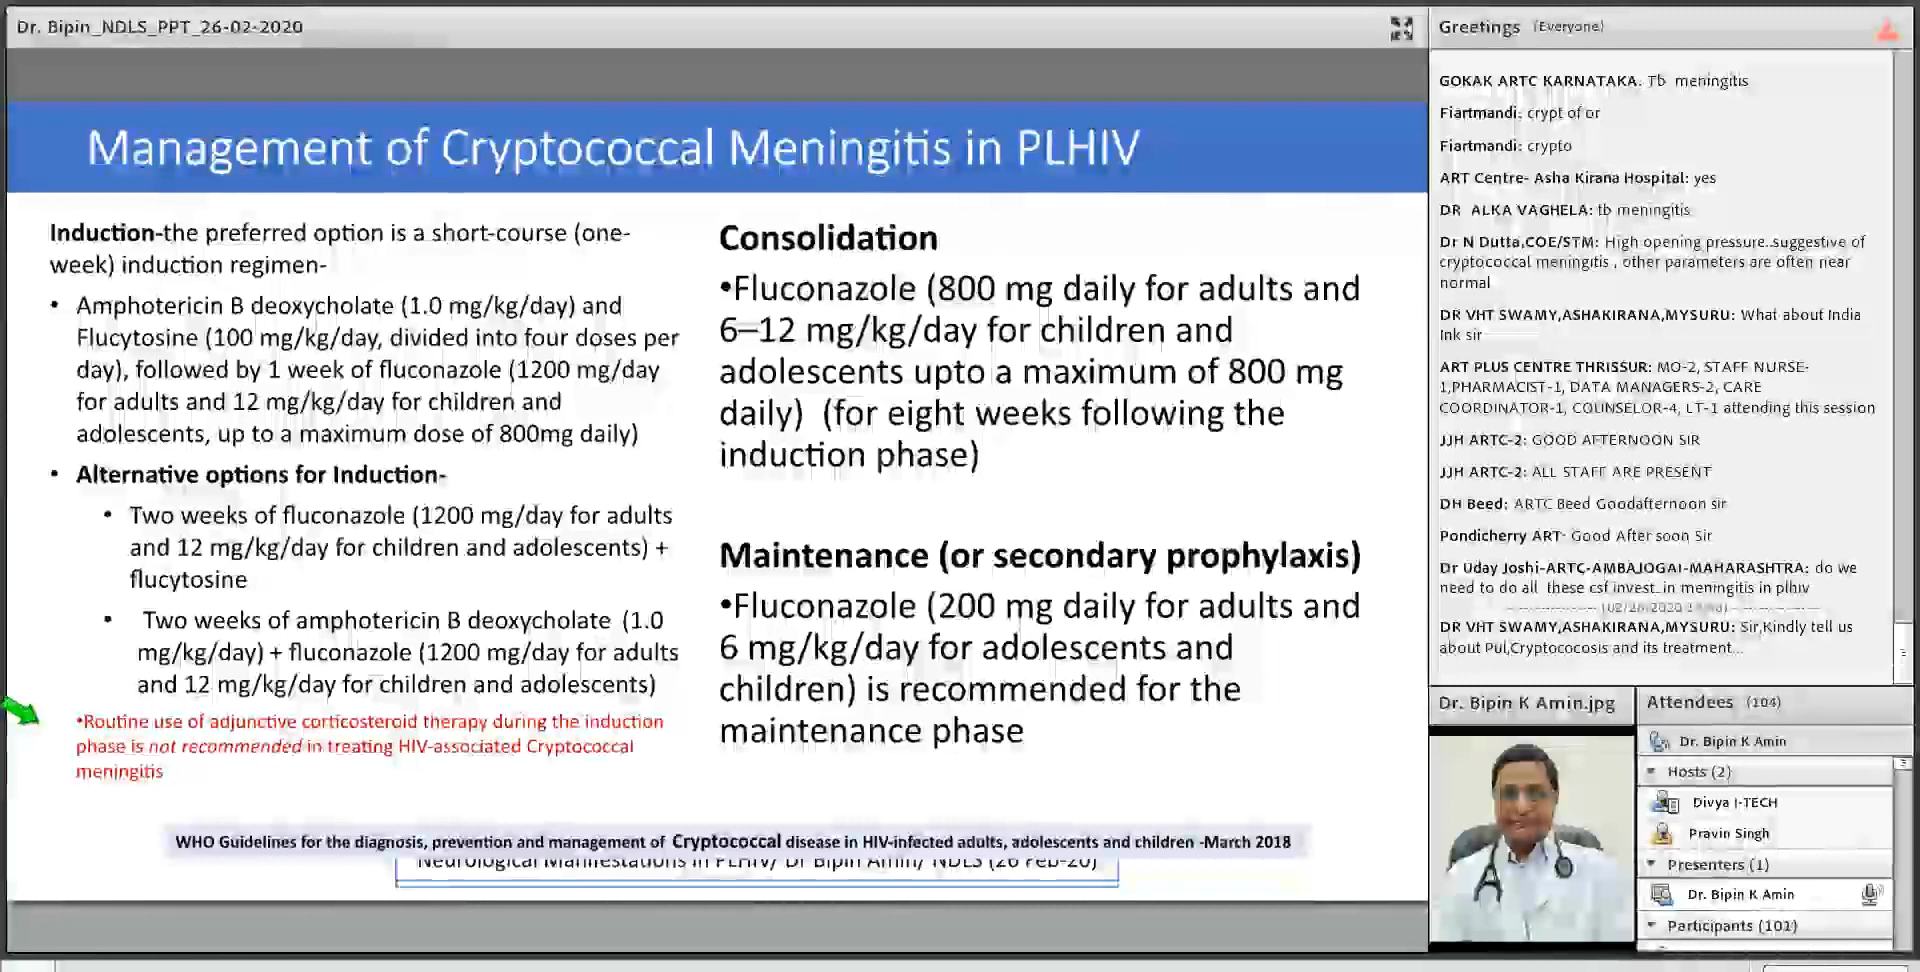 Dr. Bipin_NDLS_PPT_26-02-2020
Management of Cryptococcal Meningitis in PLHIV
Induction-the preferred option is a short-course (one-
week) induction regimen-
• Amphotericin B deoxycholate (1.0 mg/kg/day) and
Flucytosine (100 mg/kg/day, divided into four doses per
day), followed by 1 week of fluconazole (1200 mg/day
for adults and 12 mg/kg/day for children and
adolescents, up to a maximum dose of 800mg daily)
• Alternative options for Induction-
• Two weeks of fluconazole (1200 mg/day for adults
and 12 mg/kg/day for children and adolescents) +
flucytosine
• Two weeks of amphotericin B deoxycholate (1.0
mg/kg/day) + fluconazole (1200 mg/day for adults
and 12 mg/kg/day for children and adolescents)
•Routine use of adjunctive corticosteroid therapy during the induction
phase is not recommended in treating HIV-associated Cryptococcal
meningitis
Consolidation
•Fluconazole (800 mg daily for adults and
6–12 mg/kg/day for children and
adolescents upto a maximum of 800 mg
daily) (for eight weeks following the
induction phase)
Maintenance (or secondary prophylaxis)
•Fluconazole (200 mg daily for adults and
6 mg/kg/day for adolescents and
children) is recommended for the
maintenance phase
WHO Guidelines for the diagnosis, prevention and management of Cryptococcal disease in HIV-infected adults, adolescents and children -March 2018
Neurological Manifestations in PLHIV/ Dr Bipin Amin/ NDLS (26 Feb-20)
Greetings (Everyone)
GOKAK ARTC KARNATAKA: Tb meningitis
Fiartmandi: crypt of or
Fiartmandi: crypto
ART Centre- Asha Kirana Hospital: yes
DR ALKA VAGHELA: tb meningitis
Dr N Dutta,COE/STM: High opening pressure..suggestive of
cryptococcal meningitis , other parameters are often near
normal
DR VHT SWAMY,ASHAKIRANA,MYSURU: What about India
Ink sir
ART PLUS CENTRE THRISSUR: MO-2, STAFF NURSE-
1,PHARMACIST-1, DATA MANAGERS-2, CARE
COORDINATOR-1, COUNSELOR-4, LT-1 attending this session
JJH ARTC-2: GOOD AFTERNOON SIR
JJH ARTC-2: ALL STAFF ARE PRESENT
DH Beed: ARTC Beed Goodafternoon sir
Pondicherry ART: Good After soon Sir
Dr Uday Joshi-ARTC-AMBAJOGAI-MAHARASHTRA: do we
need to do all these csf invest. in meningitis in plhiv
DR VHT SWAMY,ASHAKIRANA,MYSURU: Sir,Kindly tell us
about Pul,Cryptococosis and its treatment...
Dr. Bipin K Amin.jpg
Attendees (104)
Dr. Bipin K Amin
Hosts (2)
Divya I-TECH
Pravin Singh
Presenters (1)
Dr. Bipin K Amin
Participants (101)